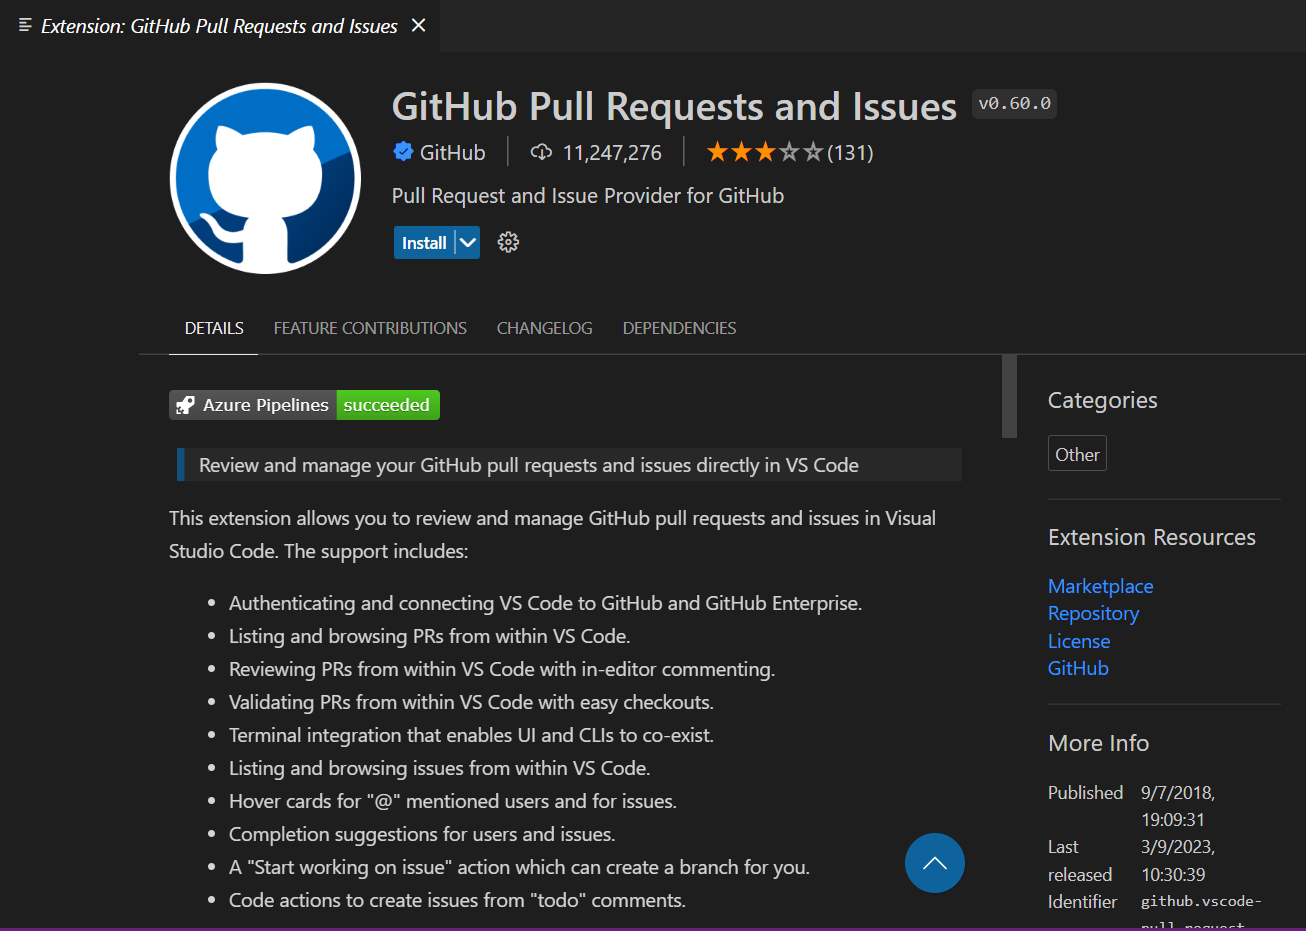 Extension: GitHub Pull Requests and Issues
GitHub Pull Requests and Issues v0.60.0
GitHub 11,247,276 (131)
Pull Request and Issue Provider for GitHub
Install
DETAILS FEATURE CONTRIBUTIONS CHANGELOG DEPENDENCIES
Azure Pipelines succeeded
Review and manage your GitHub pull requests and issues directly in VS Code
This extension allows you to review and manage GitHub pull requests and issues in Visual
Studio Code. The support includes:
Authenticating and connecting VS Code to GitHub and GitHub Enterprise.
Listing and browsing PRs from within VS Code.
Reviewing PRs from within VS Code with in-editor commenting.
Validating PRs from within VS Code with easy checkouts.
Terminal integration that enables UI and CLIs to co-exist.
Listing and browsing issues from within VS Code.
Hover cards for "@" mentioned users and for issues.
Completion suggestions for users and issues.
A "Start working on issue" action which can create a branch for you.
Code actions to create issues from "todo" comments.
Categories
Other
Extension Resources
Marketplace
Repository
License
GitHub
More Info
Published 9/7/2018,
19:09:31
Last 3/9/2023,
released 10:30:39
Identifier github.vscode-
pull-request-